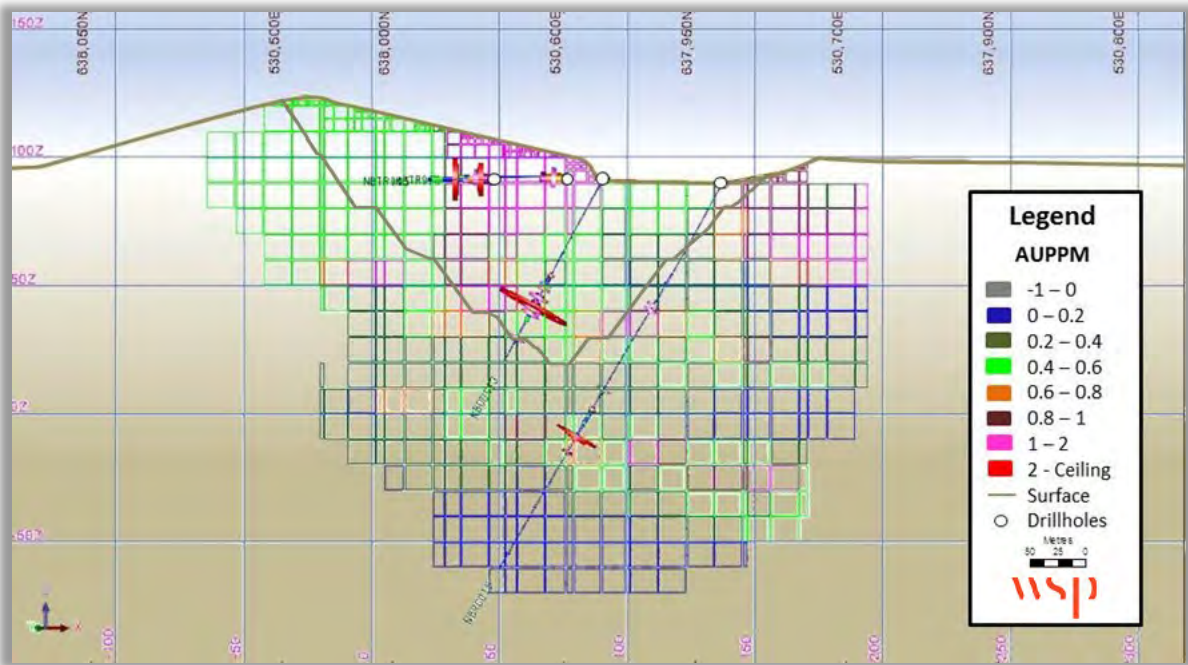 150Z
638,050N
530,500E
638,000N
530,600E
637,950N
530,700E
637,900N
530,800E
100Z
Legend
AUPPM
-1 – 0
0 – 0.2
0.2 – 0.4
0.4 – 0.6
0.6 – 0.8
0.8 – 1
1 – 2
2 - Ceiling
Surface
Drillholes
Metres
50 25 0
wsp
0
50
100
150
200
250
300